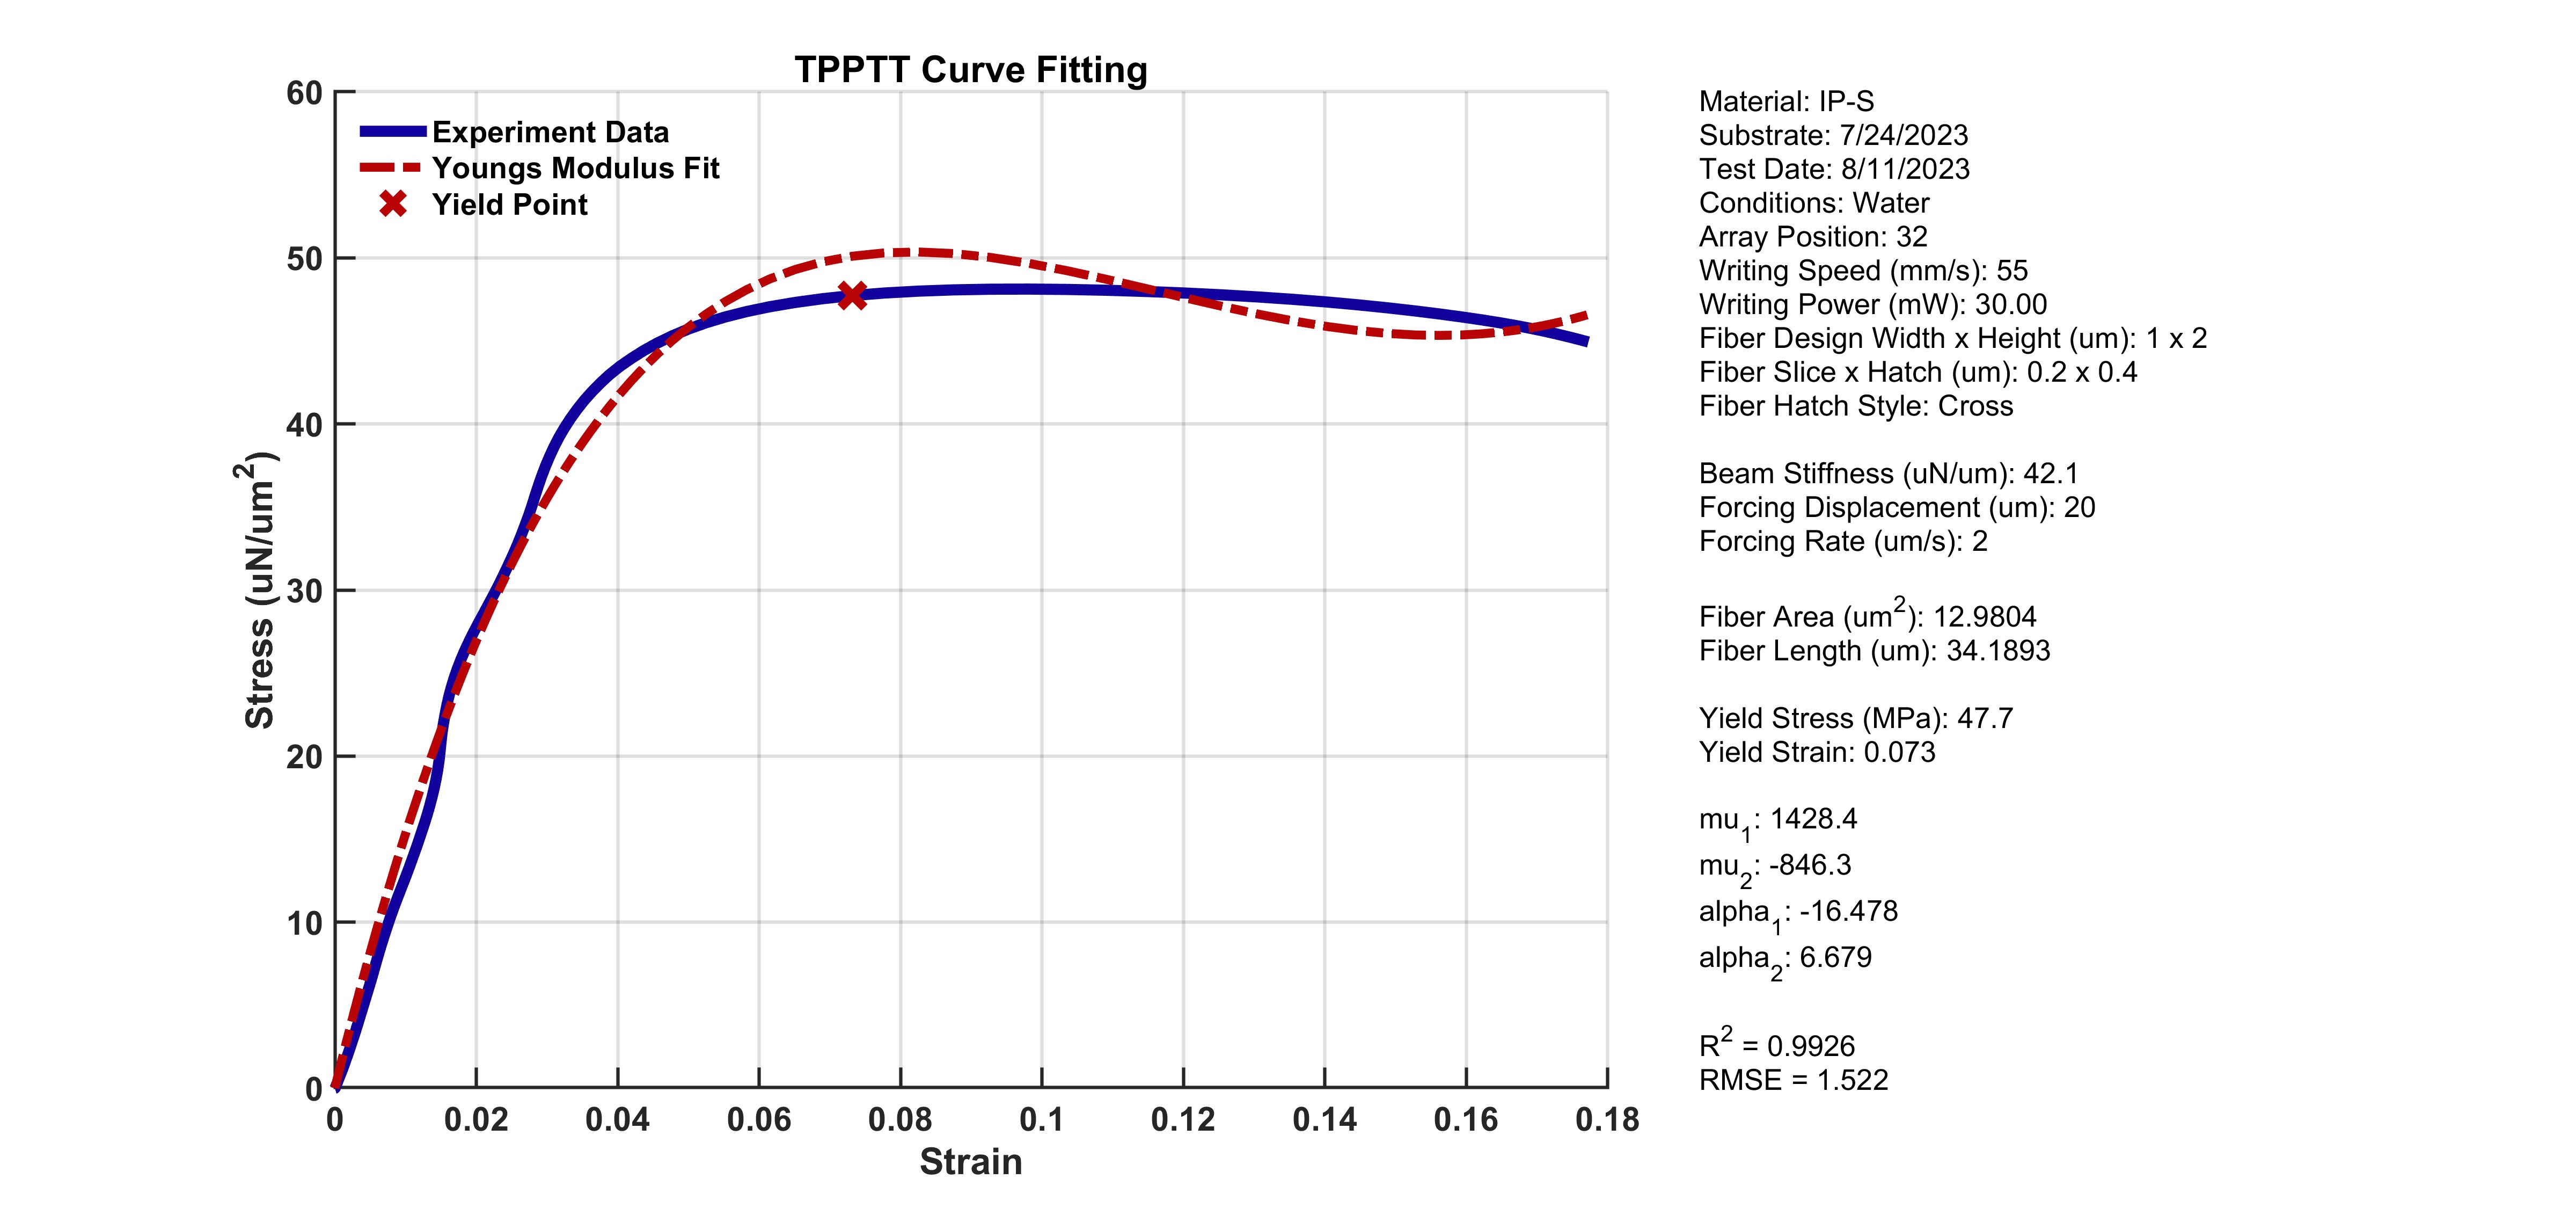 TPPTT Curve Fitting
60
50
40
30
20
10
0
Stress (uN/um²)
Experiment Data
Youngs Modulus Fit
Yield Point
0 0.02 0.04 0.06 0.08 0.1 0.12 0.14 0.16 0.18
Strain
Material: IP-S
Substrate: 7/24/2023
Test Date: 8/11/2023
Conditions: Water
Array Position: 32
Writing Speed (mm/s): 55
Writing Power (mW): 30.00
Fiber Design Width x Height (um): 1 x 2
Fiber Slice x Hatch (um): 0.2 x 0.4
Fiber Hatch Style: Cross
Beam Stiffness (uN/um): 42.1
Forcing Displacement (um): 20
Forcing Rate (um/s): 2
Fiber Area (um²): 12.9804
Fiber Length (um): 34.1893
Yield Stress (MPa): 47.7
Yield Strain: 0.073
mu₁: 1428.4
mu₂: -846.3
alpha₁: -16.478
alpha₂: 6.679
R² = 0.9926
RMSE = 1.522